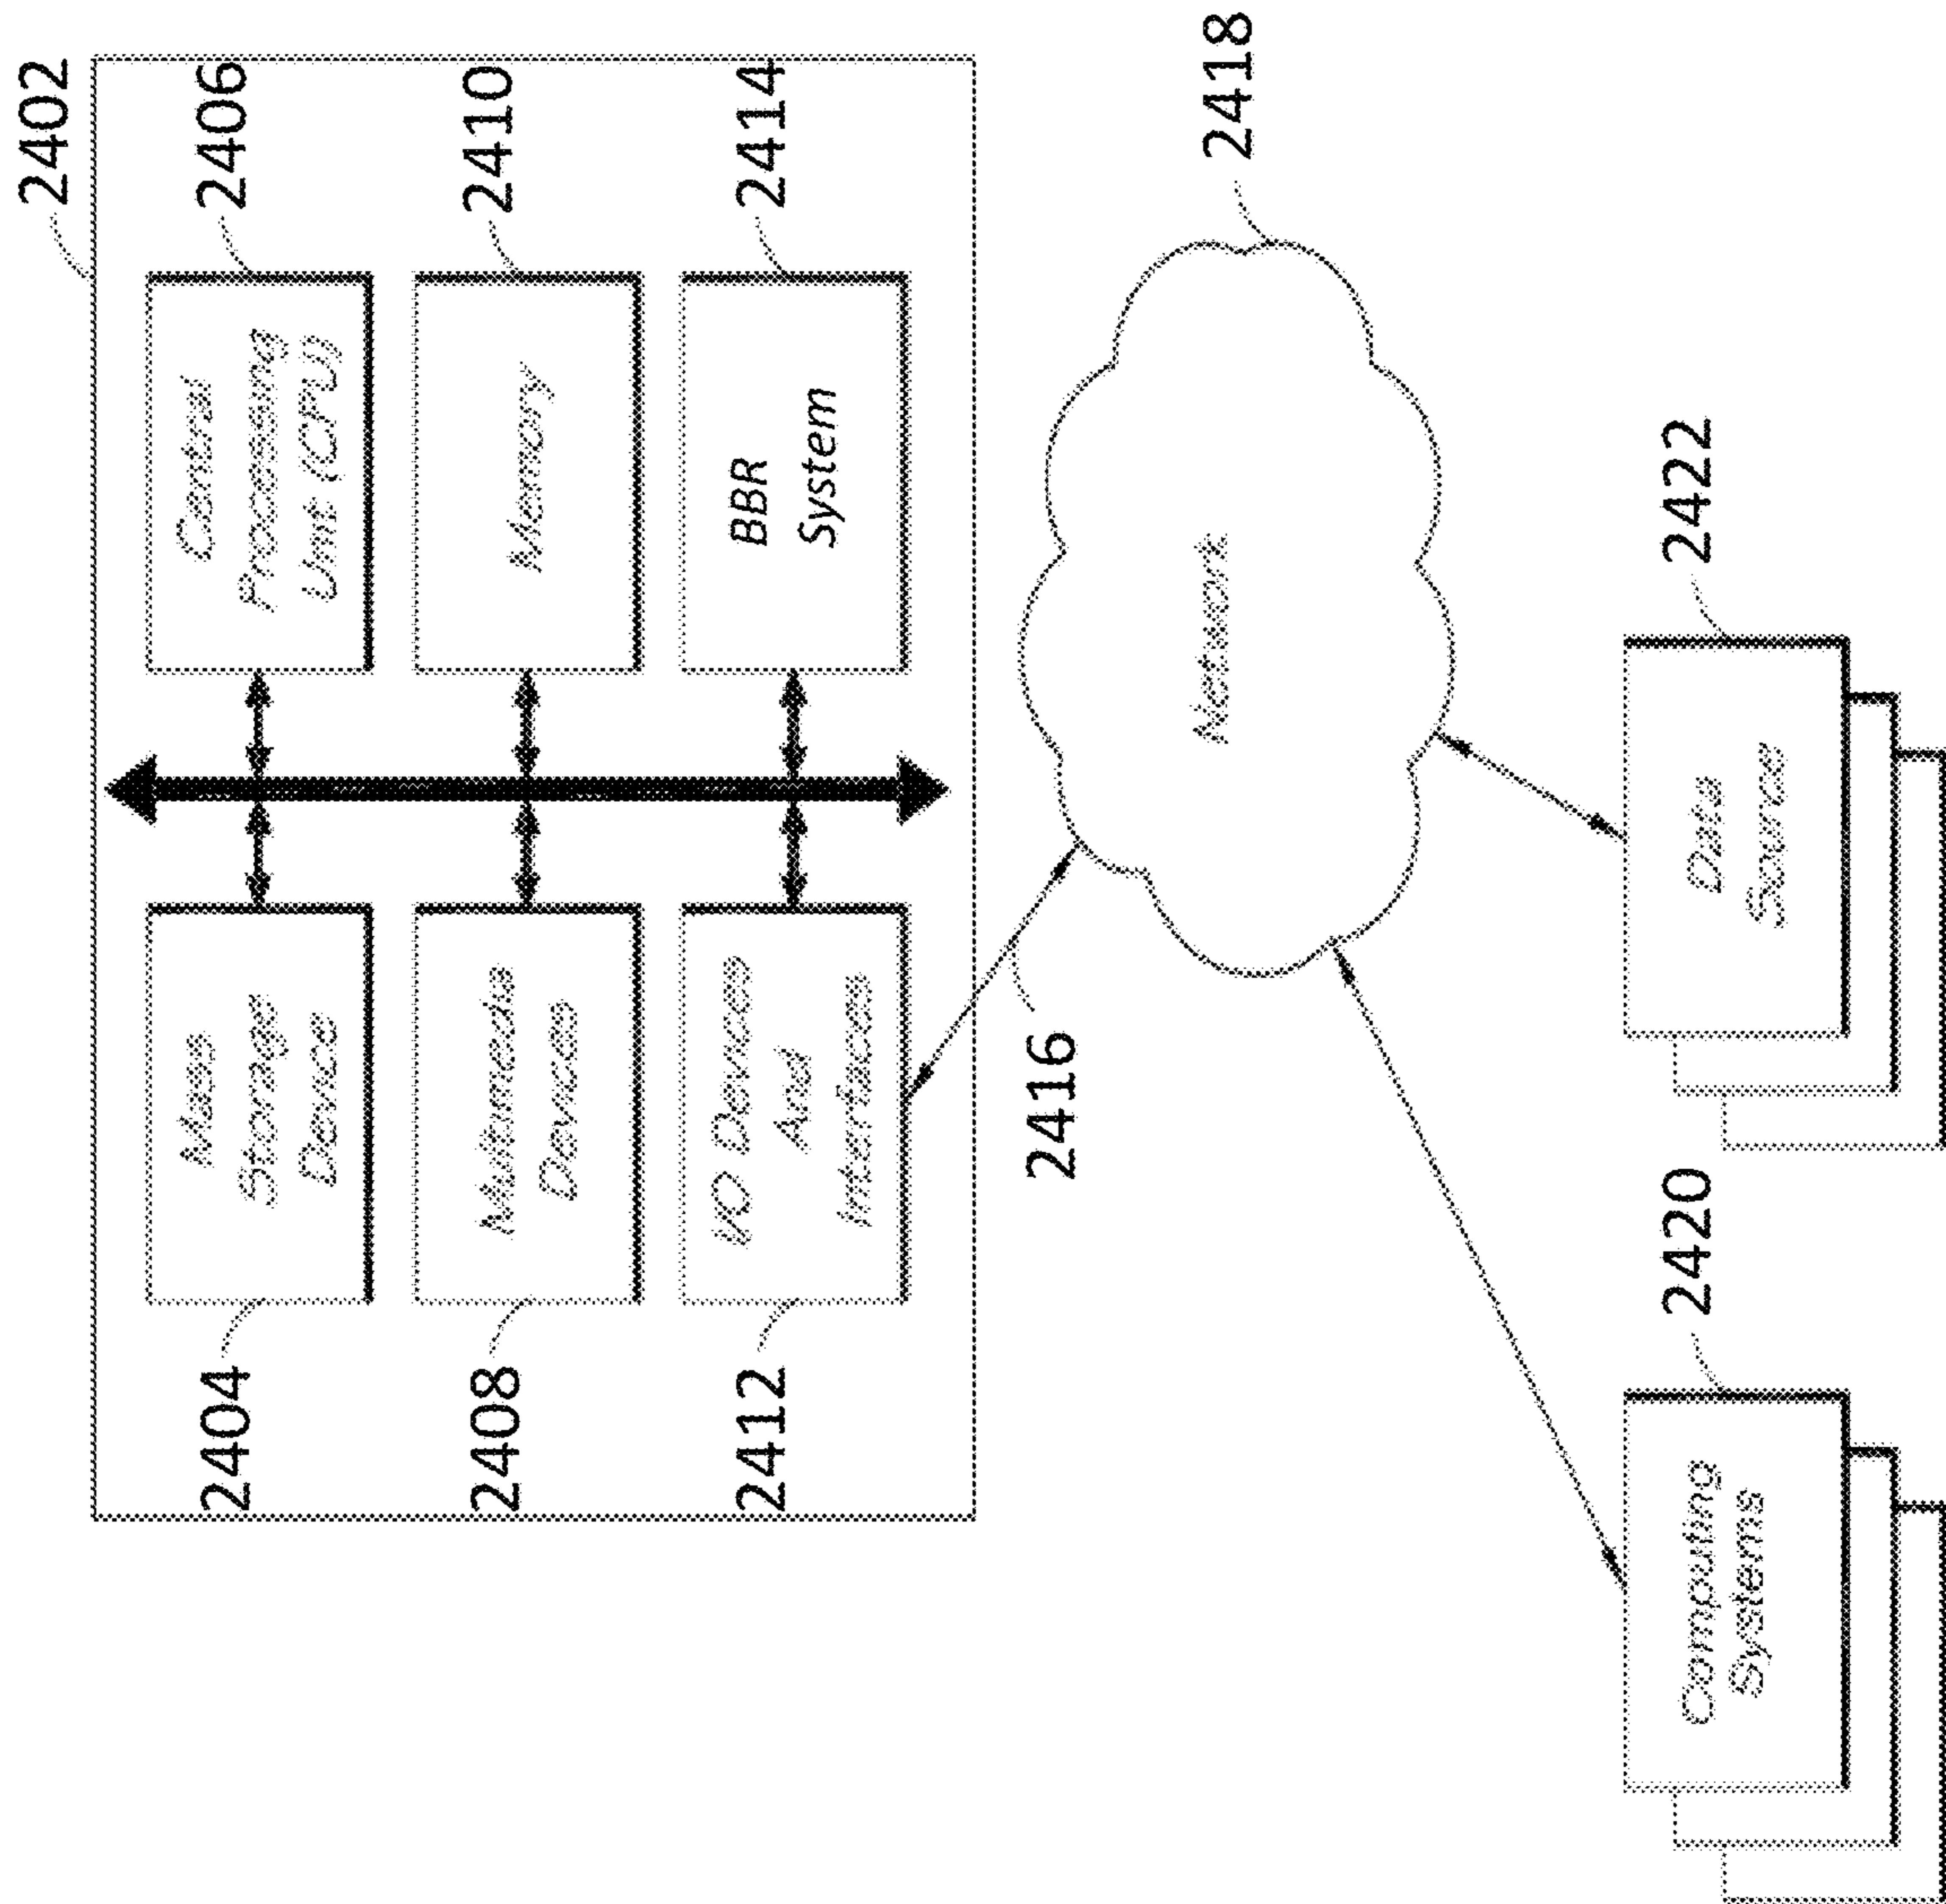 2402
2404
Mass
Storage
Device
Central
Processing
Unit (CPU)
2406
2408
Multimedia
Devices
Memory
2410
2412
I/O Devices
And
Interfaces
BBR
System
2414
2416
Network
2418
Computing
Systems
2420
Data
Source
2422